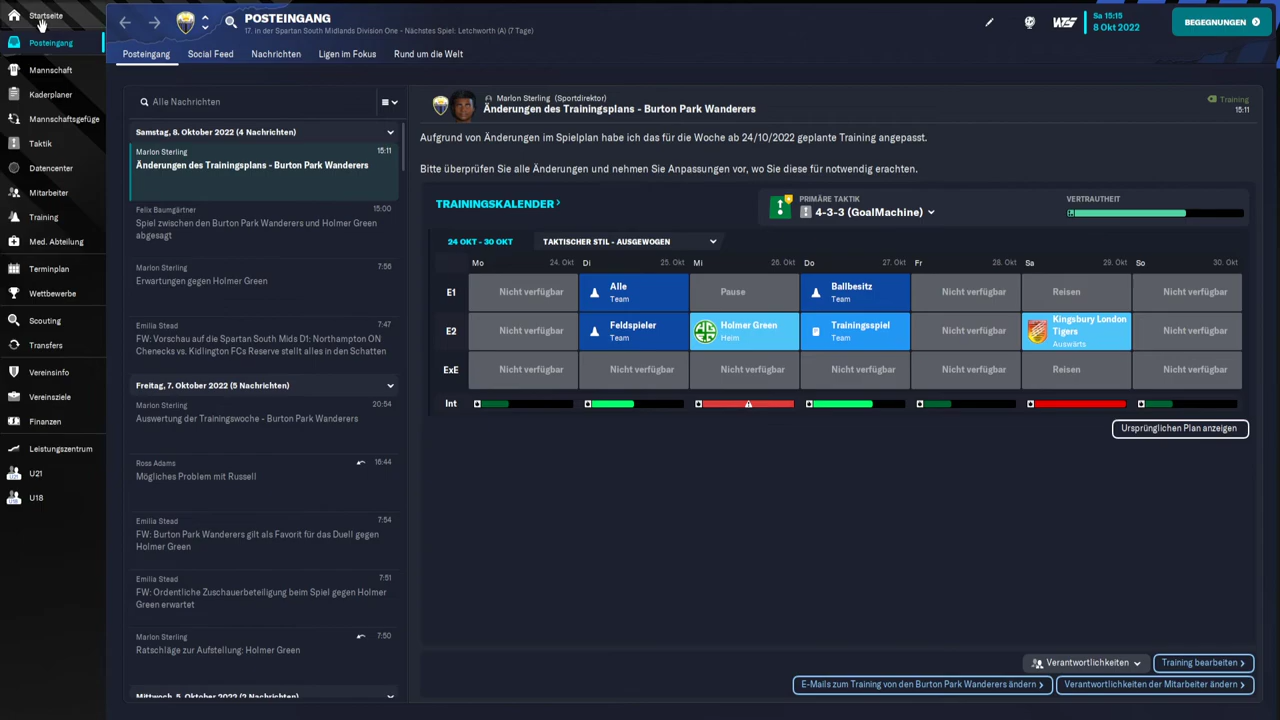 Startseite
Posteingang
Mannschaft
Kaderplaner
Mannschaftsgefüge
Taktik
Datencenter
Mitarbeiter
Training
Med. Abteilung
Terminplan
Wettbewerbe
Scouting
Transfers
Vereinsinfo
Vereinsziele
Finanzen
Leistungszentrum
U21
U18
POSTEINGANG
17. in der Spartan South Midlands Division One - Nächstes Spiel: Letchworth (A) (7 Tage)
Sa 15:15
8 Okt 2022
BEGEGNUNGEN
Posteingang Social Feed Nachrichten Ligen im Fokus Rund um die Welt
Alle Nachrichten
Samstag, 8. Oktober 2022 (4 Nachrichten)
Marlon Sterling 15:11
Änderungen des Trainingsplans - Burton Park Wanderers
Felix Baumgärtner 15:00
Spiel zwischen den Burton Park Wanderers und Holmer Green
abgesagt
Marlon Sterling 7:56
Erwartungen gegen Holmer Green
Emilia Stead 7:47
FW: Vorschau auf die Spartan South Mids D1: Northampton ON
Chenecks vs. Kidlington FCs Reserve stellt alles in den Schatten
Freitag, 7. Oktober 2022 (5 Nachrichten)
Marlon Sterling 20:54
Auswertung der Trainingswoche - Burton Park Wanderers
Ross Adams 16:44
Mögliches Problem mit Russell
Emilia Stead 7:54
FW: Burton Park Wanderers gilt als Favorit für das Duell gegen
Holmer Green
Emilia Stead 7:51
FW: Ordentliche Zuschauerbeteiligung beim Spiel gegen Holmer
Green erwartet
Marlon Sterling 7:50
Ratschläge zur Aufstellung: Holmer Green
Mittwoch, 5. Oktober 2022 (2 Nachrichten)
Marlon Sterling (Sportdirektor)
Änderungen des Trainingsplans - Burton Park Wanderers
Training
15:11
Aufgrund von Änderungen im Spielplan habe ich das für die Woche ab 24/10/2022 geplante Training angepasst.
Bitte überprüfen Sie alle Änderungen und nehmen Sie Anpassungen vor, wo Sie diese für notwendig erachten.
TRAININGSKALENDER
PRIMÄRE TAKTIK
4-3-3 (GoalMachine)
VERTRAUTHEIT
24 OKT - 30 OKT TAKTISCHER STIL - AUSGEWOGEN
Mo 24. Okt Di 25. Okt Mi 26. Okt Do 27. Okt Fr 28. Okt Sa 29. Okt So 30. Okt
E1 Nicht verfügbar Alle Team Pause Ballbesitz Team Nicht verfügbar Reisen Nicht verfügbar
E2 Nicht verfügbar Feldspieler Team Holmer Green Heim Trainingsspiel Team Nicht verfügbar Kingsbury London Tigers Auswärts Nicht verfügbar
ExE Nicht verfügbar Nicht verfügbar Nicht verfügbar Nicht verfügbar Nicht verfügbar Reisen Nicht verfügbar
Int
Ursprünglichen Plan anzeigen
Verantwortlichkeiten Training bearbeiten
E-Mails zum Training von den Burton Park Wanderers ändern Verantwortlichkeiten der Mitarbeiter ändern